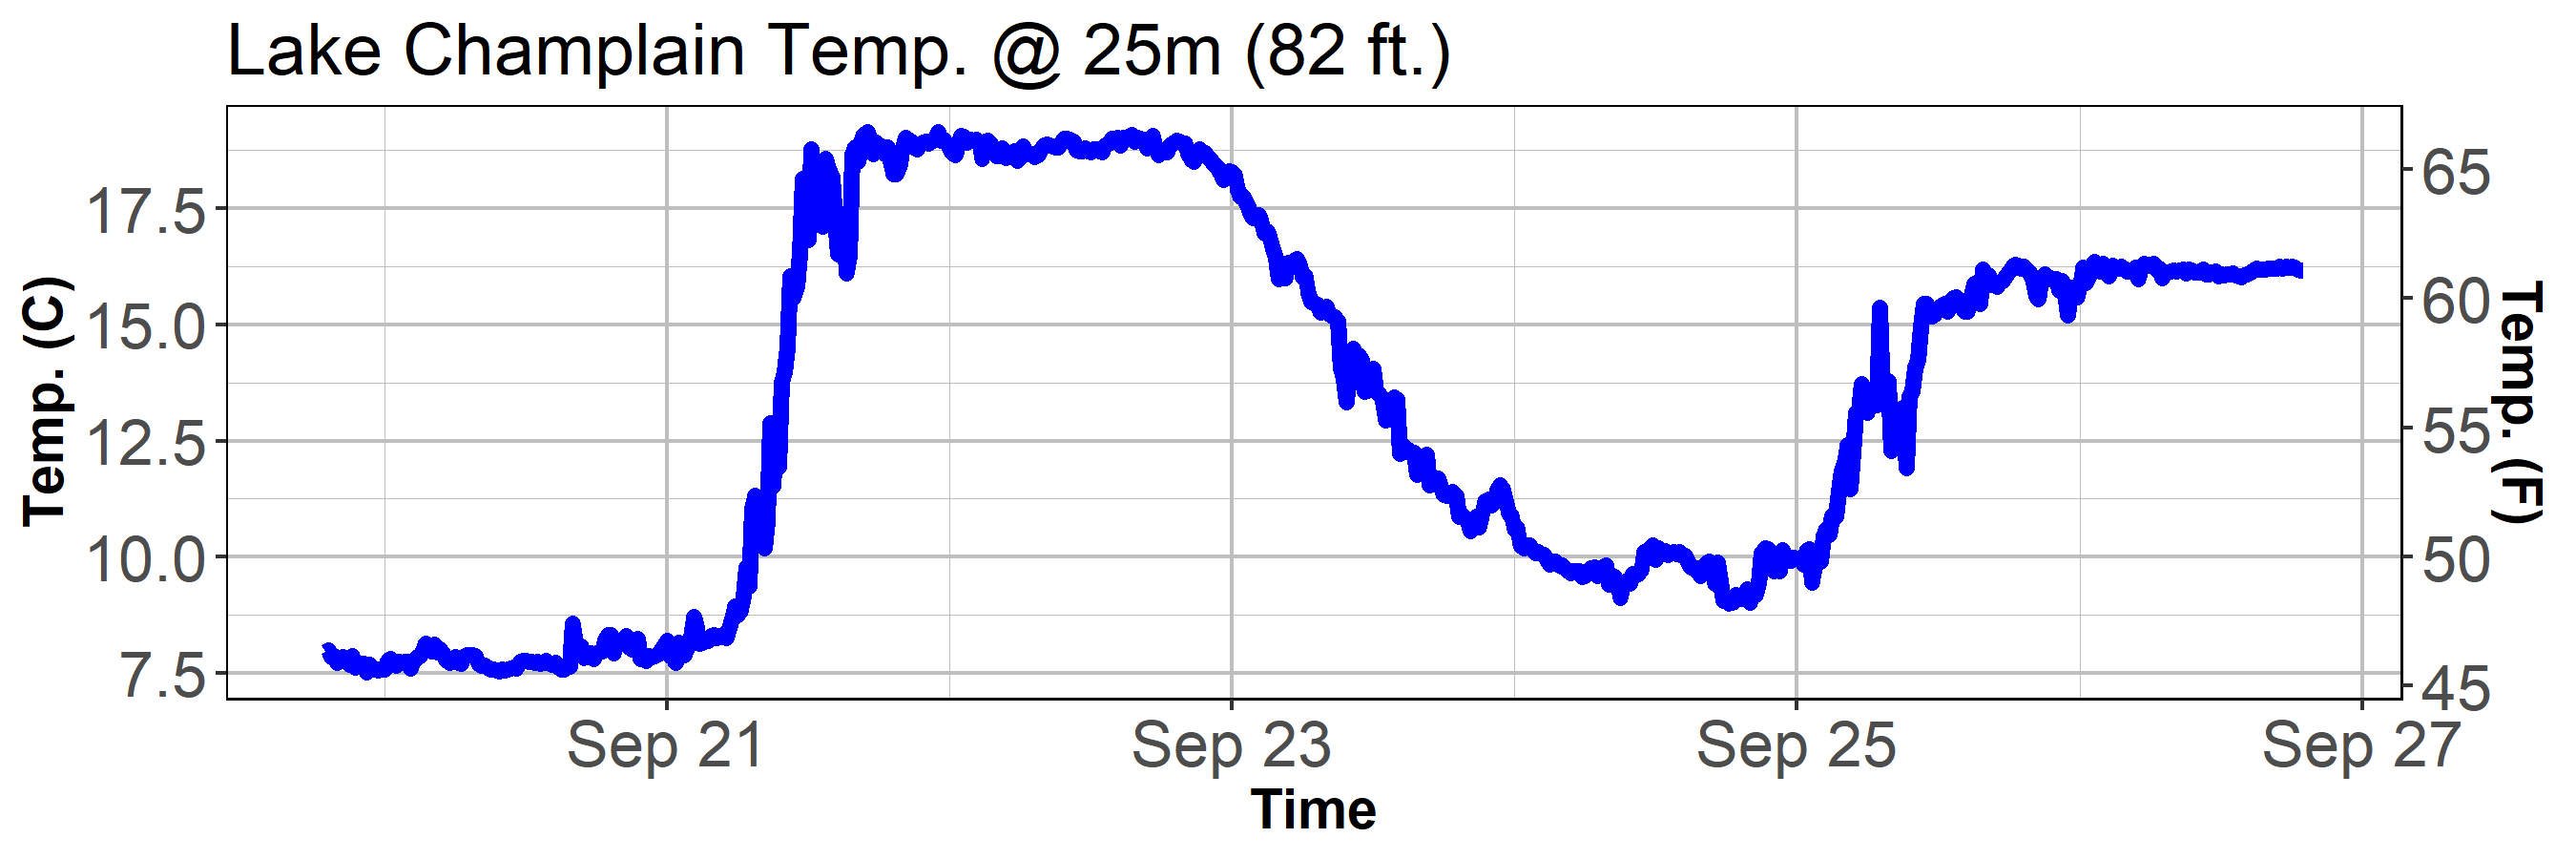 Lake Champlain Temp. @ 25m (82 ft.)
Temp. (C)
17.5
15.0
12.5
10.0
7.5
65
60
55
50
45
Temp. (F)
Sep 21 Sep 23 Sep 25 Sep 27
Time